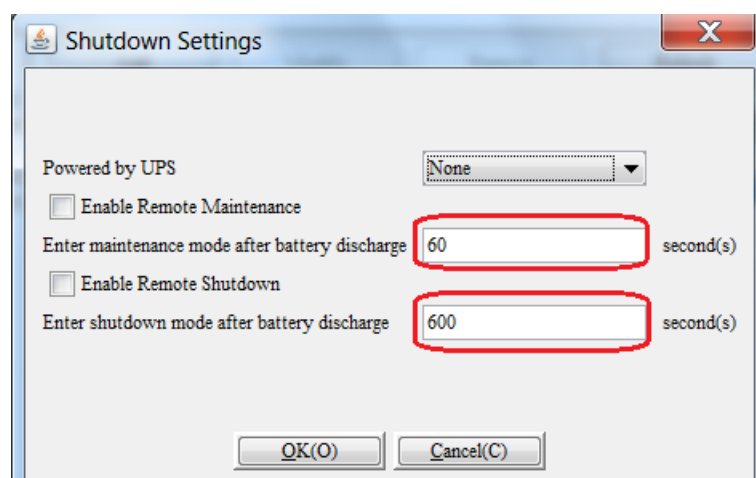 Shutdown Settings
X
Powered by UPS None
Enable Remote Maintenance
Enter maintenance mode after battery discharge 60 second(s)
Enable Remote Shutdown
Enter shutdown mode after battery discharge 600 second(s)
OK(O) Cancel(C)